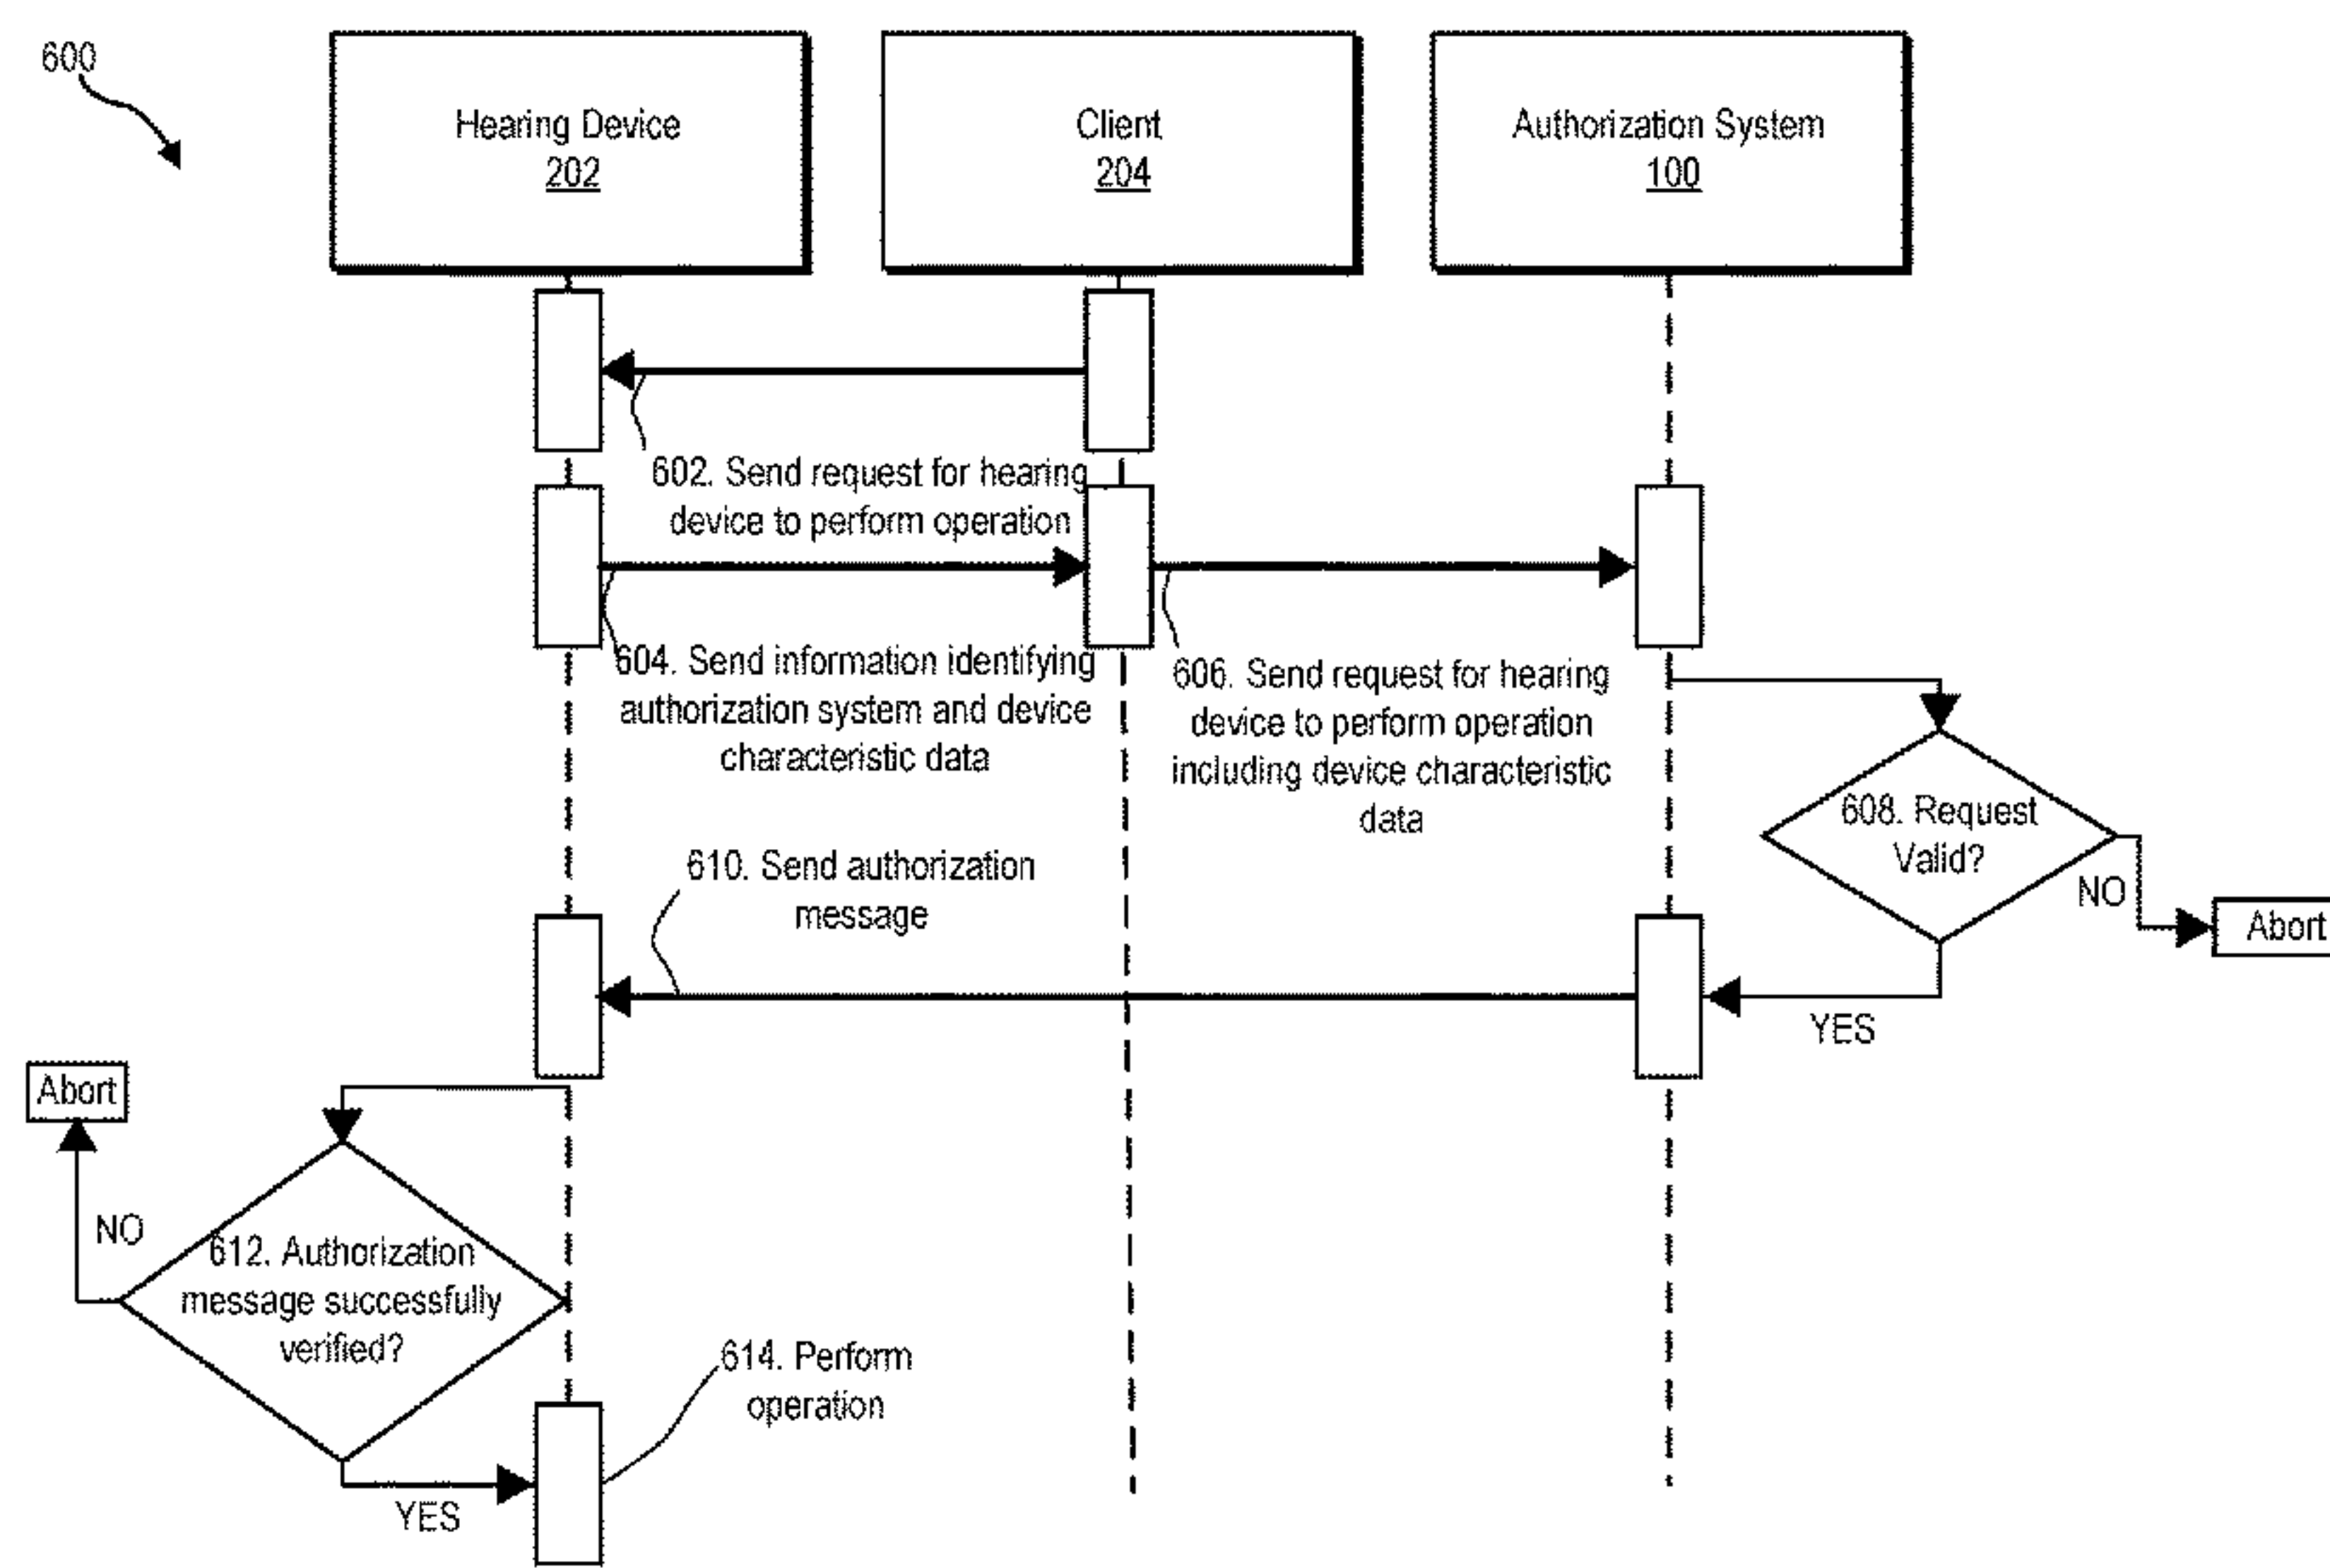 600
Hearing Device
202
Client
204
Authorization System
100
602. Send request for hearing
device to perform operation
604. Send information identifying
authorization system and device
characteristic data
606. Send request for hearing
device to perform operation
including device characteristic
data
608. Request
Valid?
NO
Abort
YES
610. Send authorization
message
Abort
NO
612. Authorization
message successfully
verified?
YES
614. Perform
operation